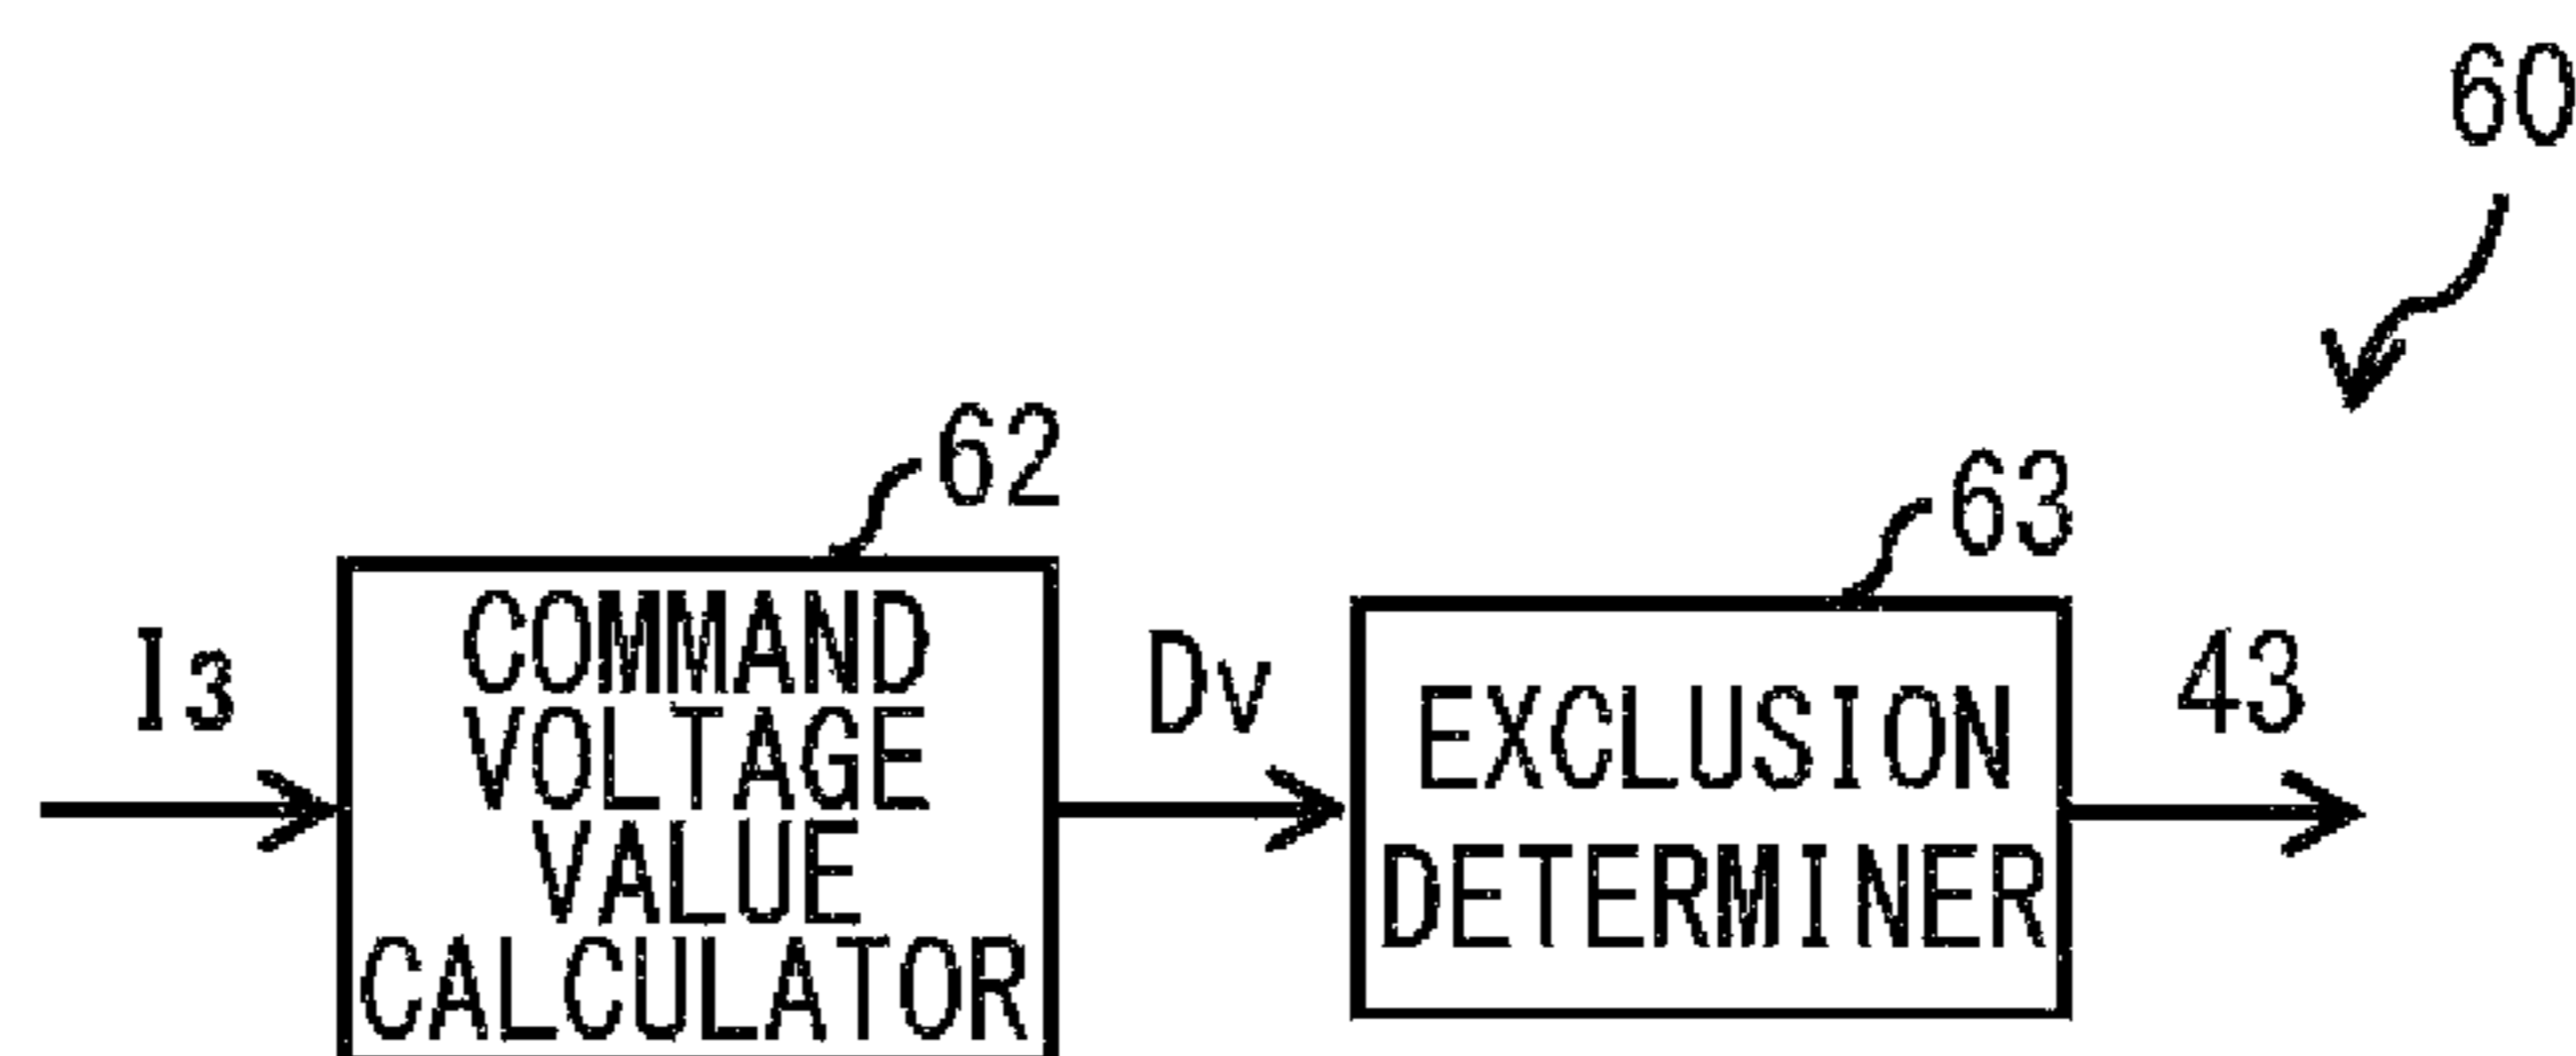 60
62
63
I3
COMMAND
VOLTAGE
VALUE
CALCULATOR
Dv
EXCLUSION
DETERMINER
43